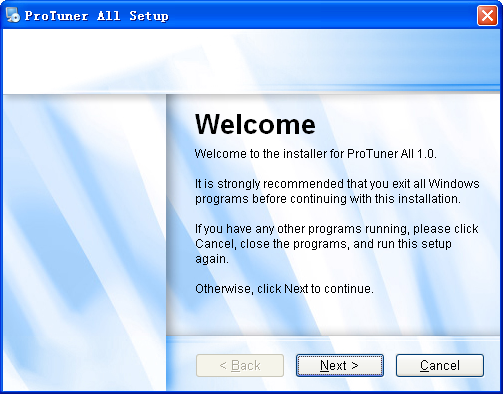 ProTuner All Setup
Welcome
Welcome to the installer for ProTuner All 1.0.
It is strongly recommended that you exit all Windows
programs before continuing with this installation.
If you have any other programs running, please click
Cancel, close the programs, and run this setup
again.
Otherwise, click Next to continue.
< Back
Next >
Cancel